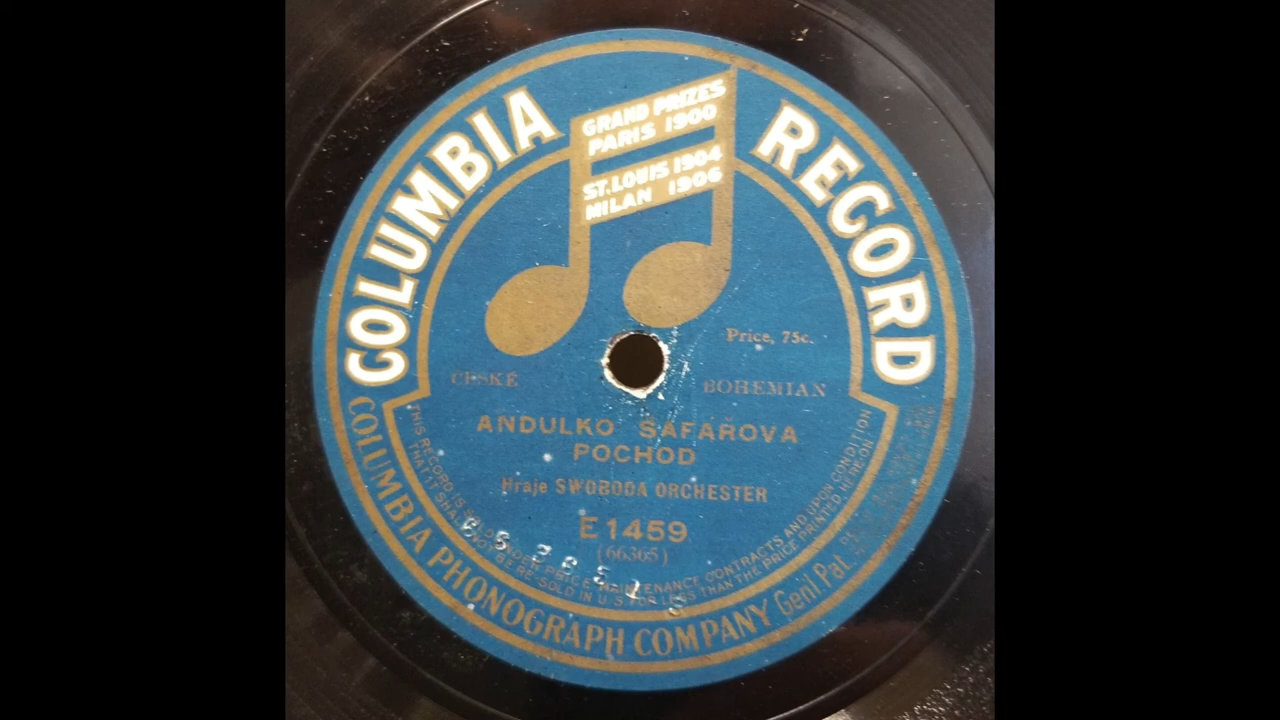 COLUMBIA RECORD
GRAND PRIZES
PARIS 1900
ST. LOUIS 1904
MILAN 1906
Price, 75c.
ČESKÉ BOHEMIAN
ANDULKO ŠAFAŘOVA
POCHOD
Hraje SWOBODA ORCHESTER
E1459
(66365)
THIS RECORD IS SOLD UNDER PRICE MAINTENANCE CONTRACTS AND UPON CONDITION
THAT IT SHALL NOT BE RE-SOLD IN U.S. FOR LESS THAN THE PRICE PRINTED HERE-ON
COLUMBIA PHONOGRAPH COMPANY Gen'l Pat.